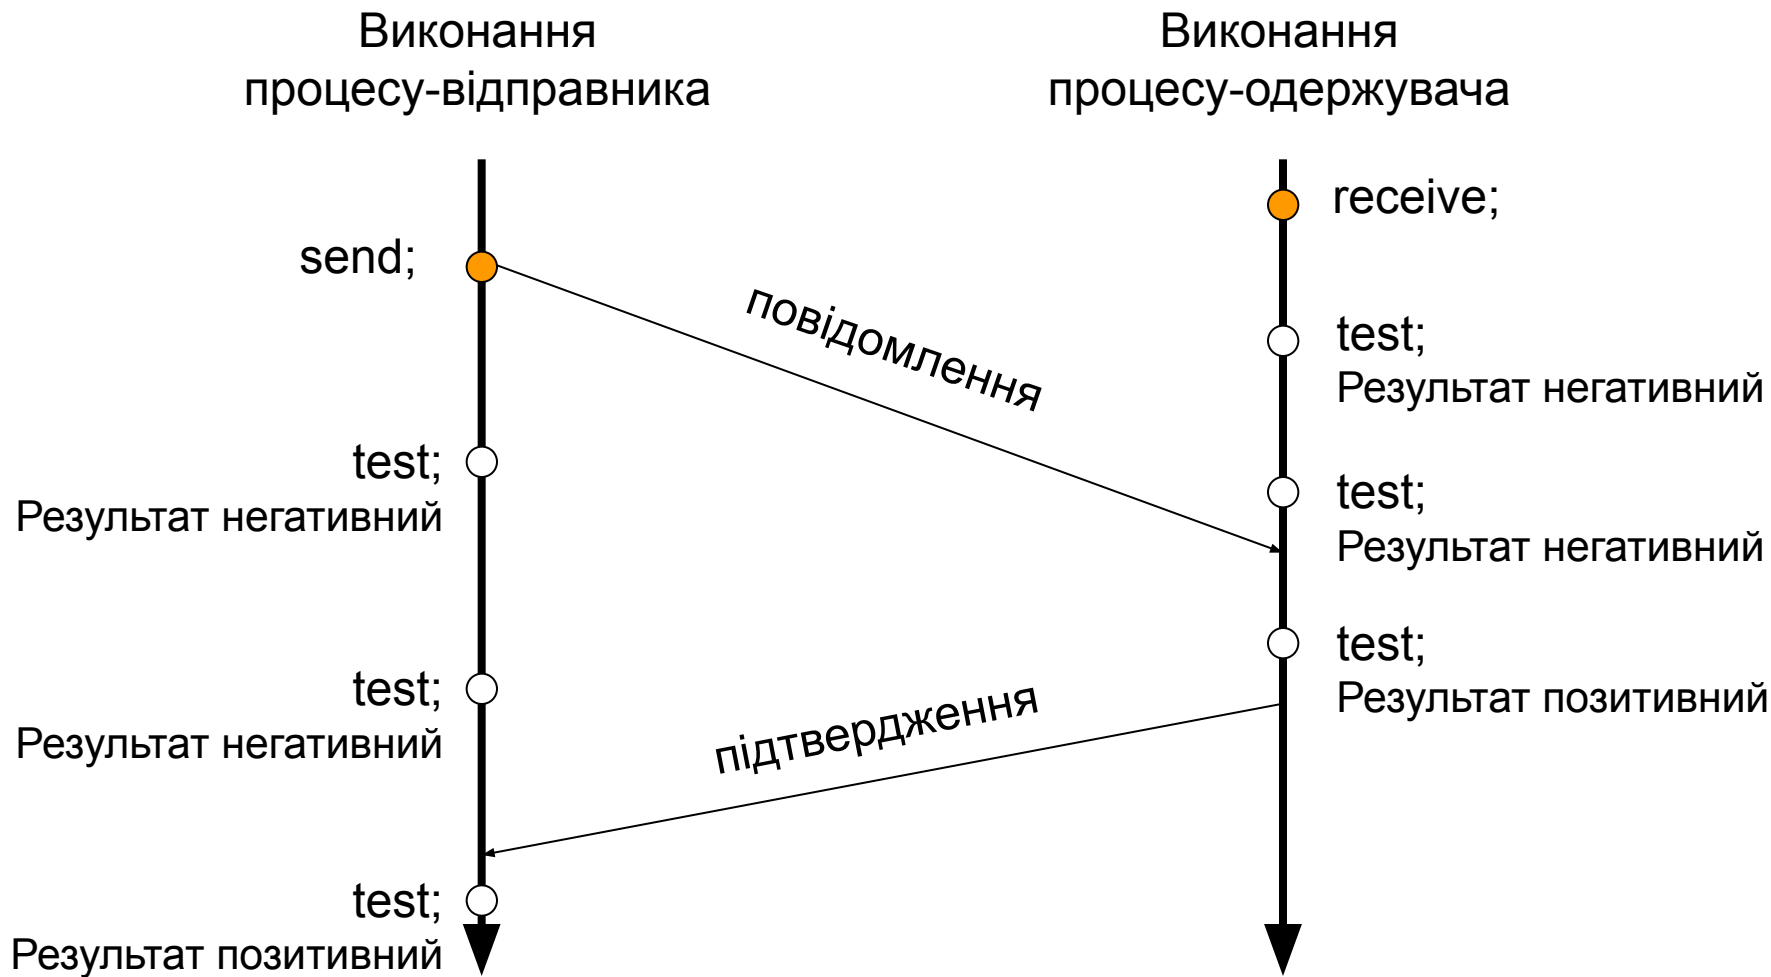 Виконання
процесу-відправника
Виконання
процесу-одержувача
receive;
send;
повідомлення
test;
Результат негативний
test;
Результат негативний
test;
Результат негативний
test;
Результат позитивний
test;
Результат негативний
підтвердження
test;
Результат позитивний